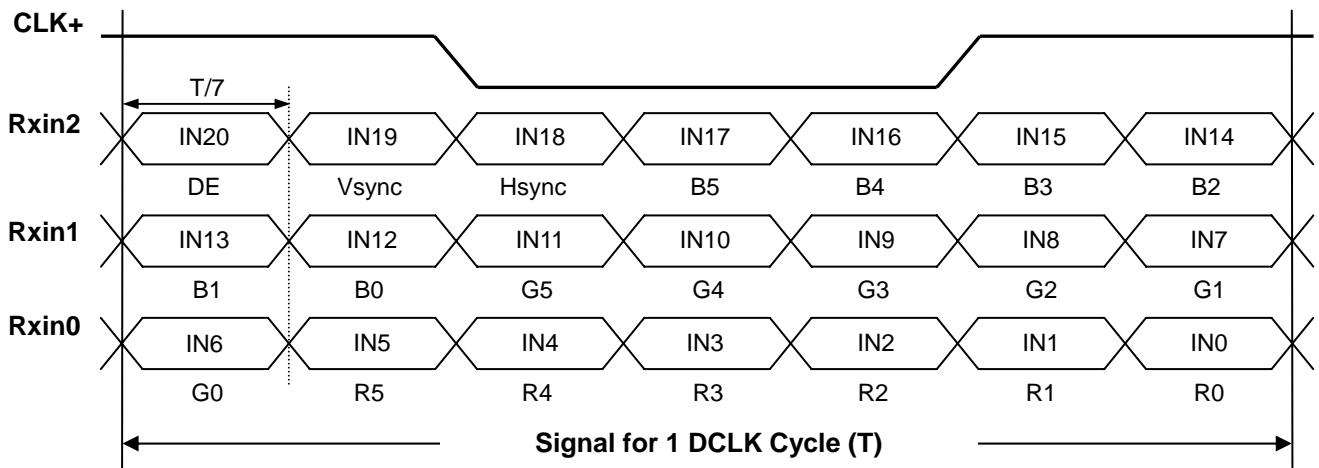 CLK+
T/7
Rxin2 IN20 IN19 IN18 IN17 IN16 IN15 IN14
DE Vsync Hsync B5 B4 B3 B2
Rxin1 IN13 IN12 IN11 IN10 IN9 IN8 IN7
B1 B0 G5 G4 G3 G2 G1
Rxin0 IN6 IN5 IN4 IN3 IN2 IN1 IN0
G0 R5 R4 R3 R2 R1 R0
Signal for 1 DCLK Cycle (T)